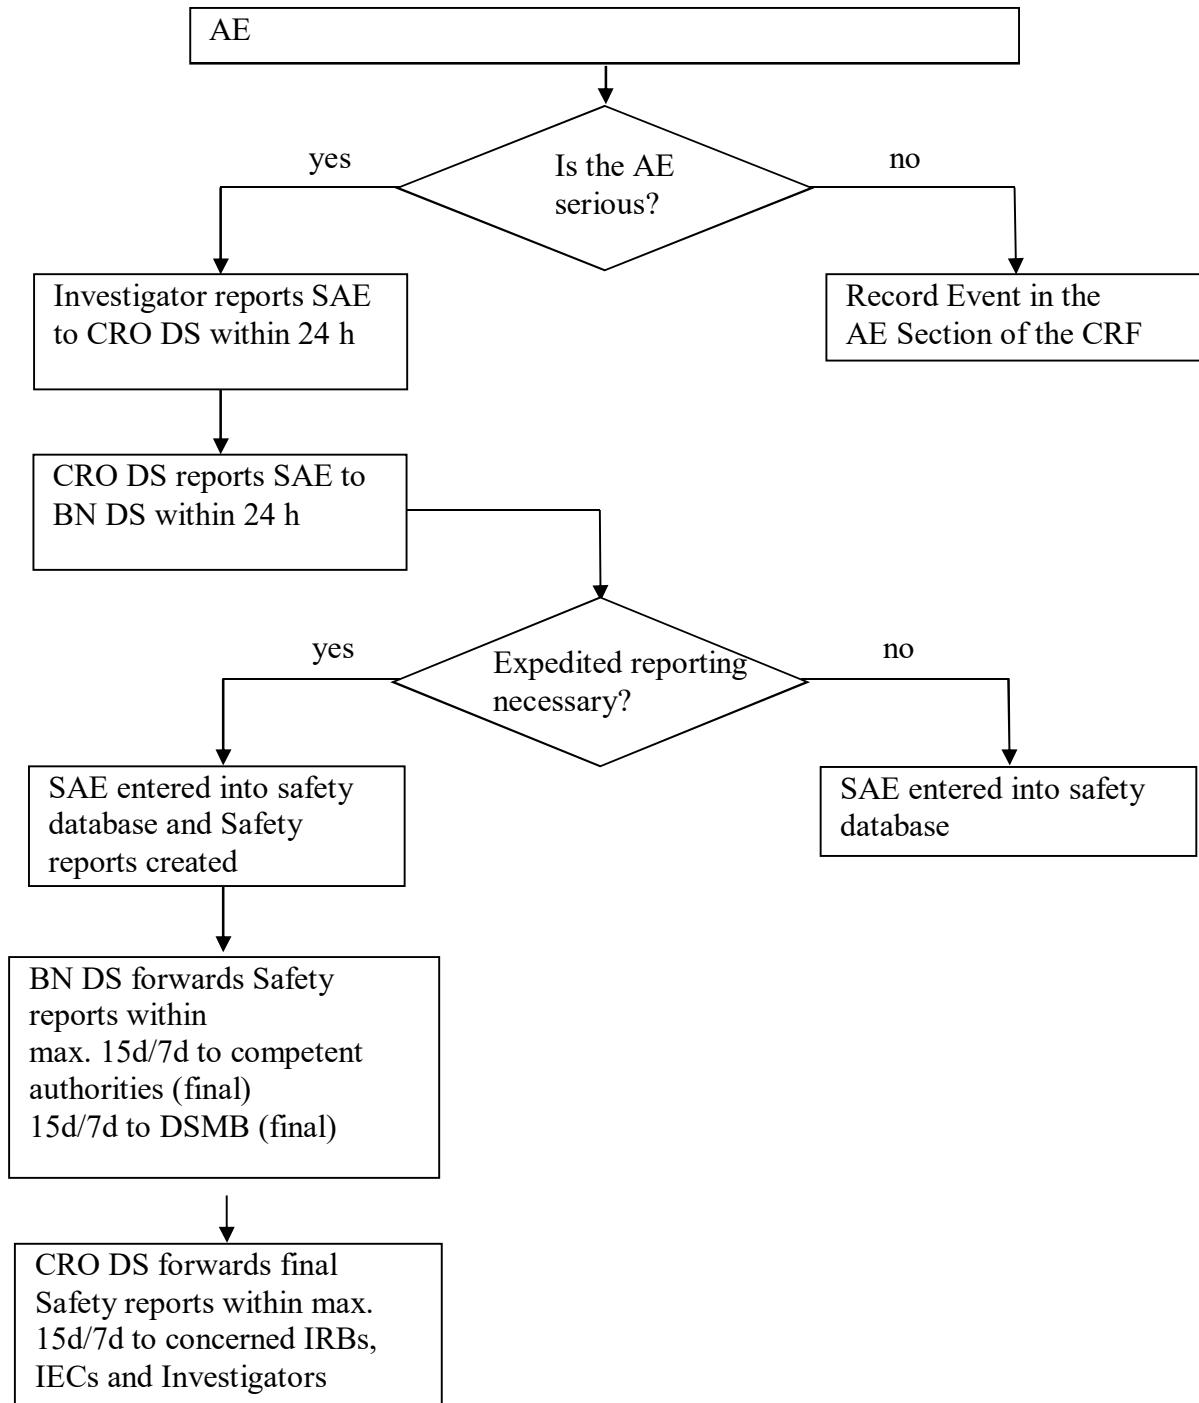 AE
Is the AE
serious?
yes
no
Investigator reports SAE
to CRO DS within 24 h
Record Event in the
AE Section of the CRF
CRO DS reports SAE to
BN DS within 24 h
Expedited reporting
necessary?
yes
no
SAE entered into safety
database and Safety
reports created
SAE entered into safety
database
BN DS forwards Safety
reports within
max. 15d/7d to competent
authorities (final)
15d/7d to DSMB (final)
CRO DS forwards final
Safety reports within max.
15d/7d to concerned IRBs,
IECs and Investigators